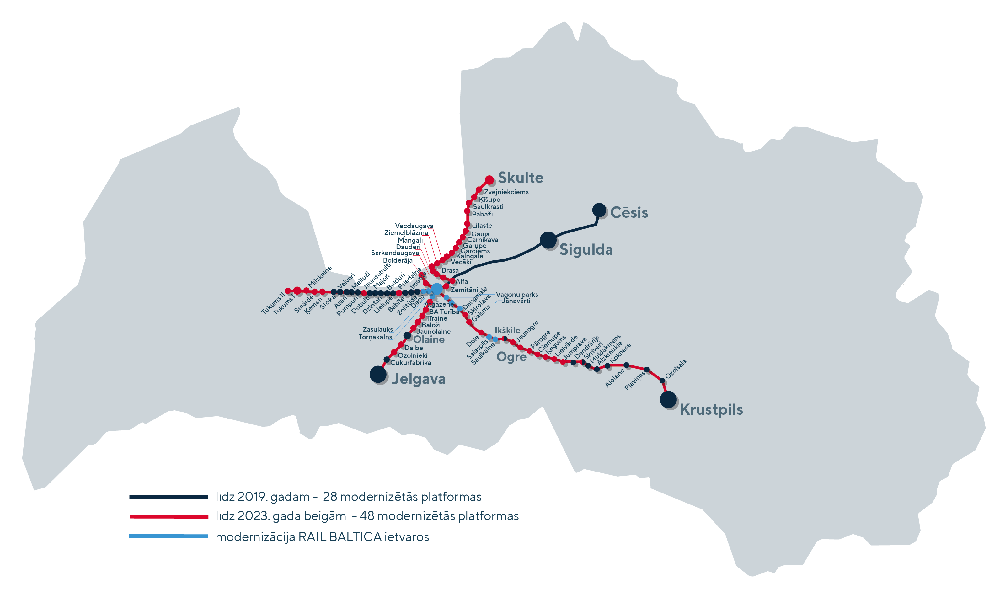 Skulte
Zvejniekciems
Ķīšupe
Saulkrasti
Pabaži
Lilaste
Gauja
Carnikava
Garupe
Garciems
Kalngale
Vecāķi
Vecdaugava
Ziemeļblāzma
Mangaļi
Dauderi
Sarkandaugava
Bolderāja
Brasa
Alfa
Zemitāni
Cēsis
Sigulda
Tukums II
Tukums I
Milzkalne
Smārde
Ķemeri
Sloka
Vaivari
Asari
Melluži
Pumpuri
Jaundubulti
Dubulti
Majori
Dzintari
Bulduri
Lielupe
Priedaine
Babīte
Imanta
Zolitūde
Depo
Zasulauks
Torņakalns
Atgāzene
BA Turība
Tīraine
Baloži
Jaunolaine
Olaine
Dalbe
Ozolnieki
Cukurfabrika
Jelgava
Vagonu parks
Jāņavārti
Daugmale
Šķirotava
Gaisma
Dole
Salaspils
Saulkalne
Ikšķile
Jaunogre
Ogre
Pārogre
Ciemupe
Ķegums
Lielvārde
Jumprava
Dendrārijs
Skrīveri
Muldakmens
Aizkraukle
Koknese
Alotene
Pļaviņas
Ozolsala
Krustpils
līdz 2019. gadam - 28 modernizētās platformas
līdz 2023. gada beigām - 48 modernizētās platformas
modernizācija RAIL BALTICA ietvaros